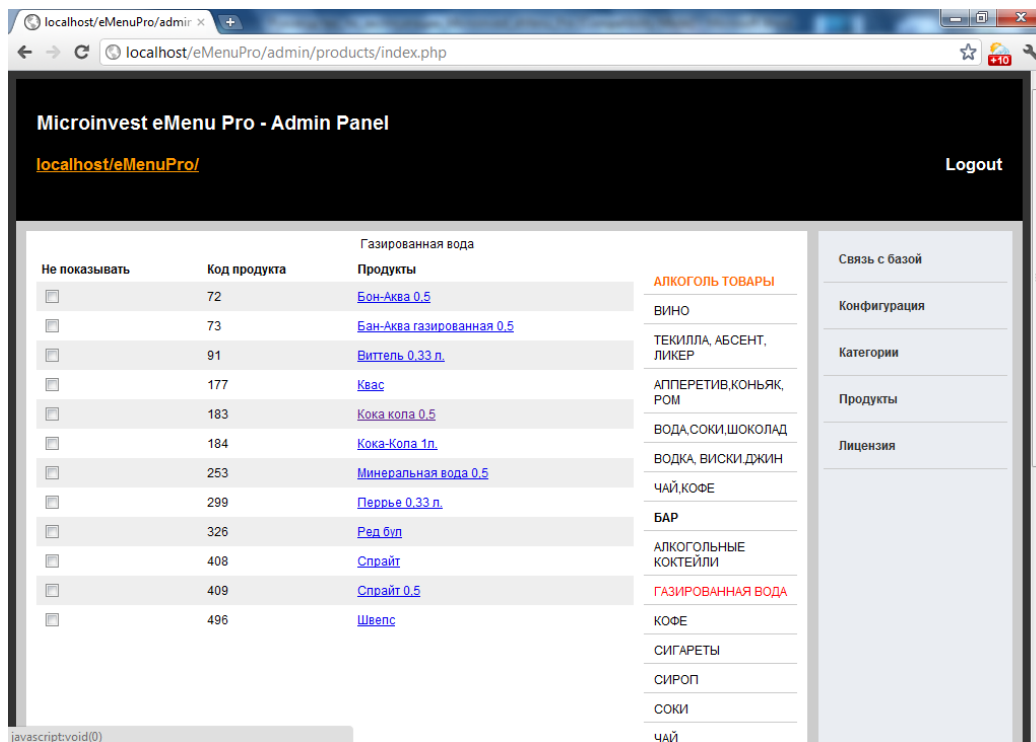 localhost/eMenuPro/admir
localhost/eMenuPro/admin/products/index.php
+10
Microinvest eMenu Pro - Admin Panel
localhost/eMenuPro/
Logout
Газированная вода
Не показывать Код продукта Продукты
72 Бон-Аква 0,5
73 Бан-Аква газированная 0,5
91 Виттель 0,33 л.
177 Квас
183 Кока кола 0,5
184 Кока-Кола 1л.
253 Минеральная вода 0,5
299 Перрье 0,33 л.
326 Ред бул
408 Спрайт
409 Спрайт 0,5
496 Швепс
АЛКОГОЛЬ ТОВАРЫ
ВИНО
ТЕКИЛЛА, АБСЕНТ,
ЛИКЕР
АППЕРЕТИВ,КОНЬЯК,
РОМ
ВОДА,СОКИ,ШОКОЛАД
ВОДКА, ВИСКИ.ДЖИН
ЧАЙ,КОФЕ
БАР
АЛКОГОЛЬНЫЕ
КОКТЕЙЛИ
ГАЗИРОВАННАЯ ВОДА
КОФЕ
СИГАРЕТЫ
СИРОП
СОКИ
ЧАЙ
Связь с базой
Конфигурация
Категории
Продукты
Лицензия
javascript:void(0)